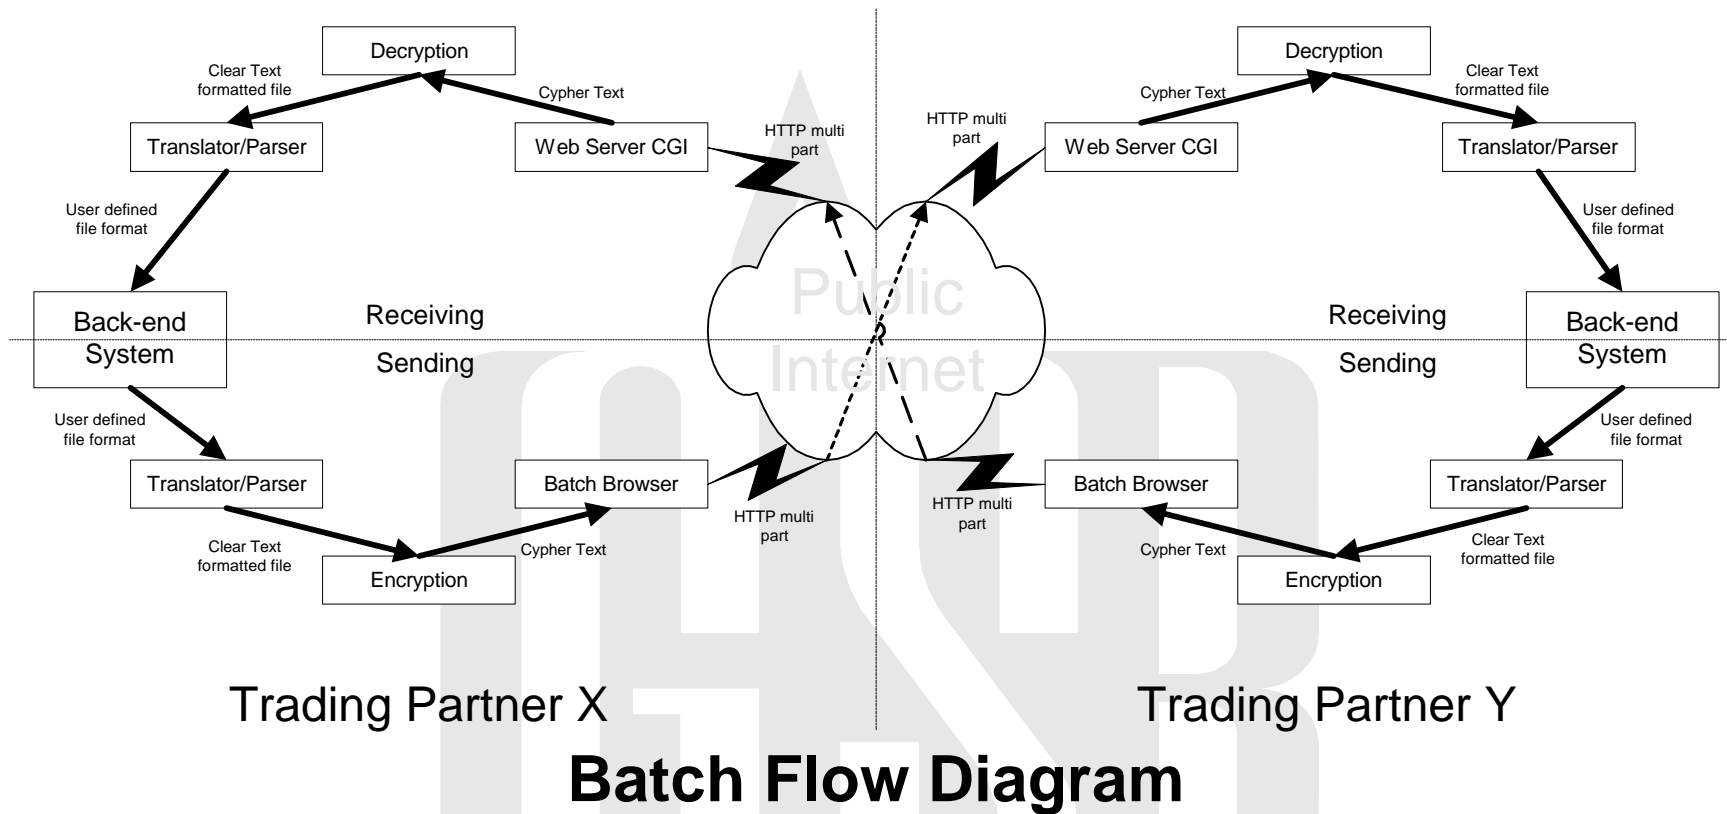 Decryption
Clear Text
formatted file
Cypher Text
Translator/Parser
Web Server CGI
HTTP multi
part
User defined
file format
Back-end
System
Receiving
Sending
User defined
file format
Translator/Parser
Batch Browser
HTTP multi
part
Clear Text
formatted file
Cypher Text
Encryption
Trading Partner X
Public
Internet
Decryption
Cypher Text
Clear Text
formatted file
HTTP multi
part
Web Server CGI
Translator/Parser
User defined
file format
Receiving
Sending
Back-end
System
User defined
file format
Batch Browser
Translator/Parser
HTTP multi
part
Cypher Text
Clear Text
formatted file
Encryption
Trading Partner Y
Batch Flow Diagram